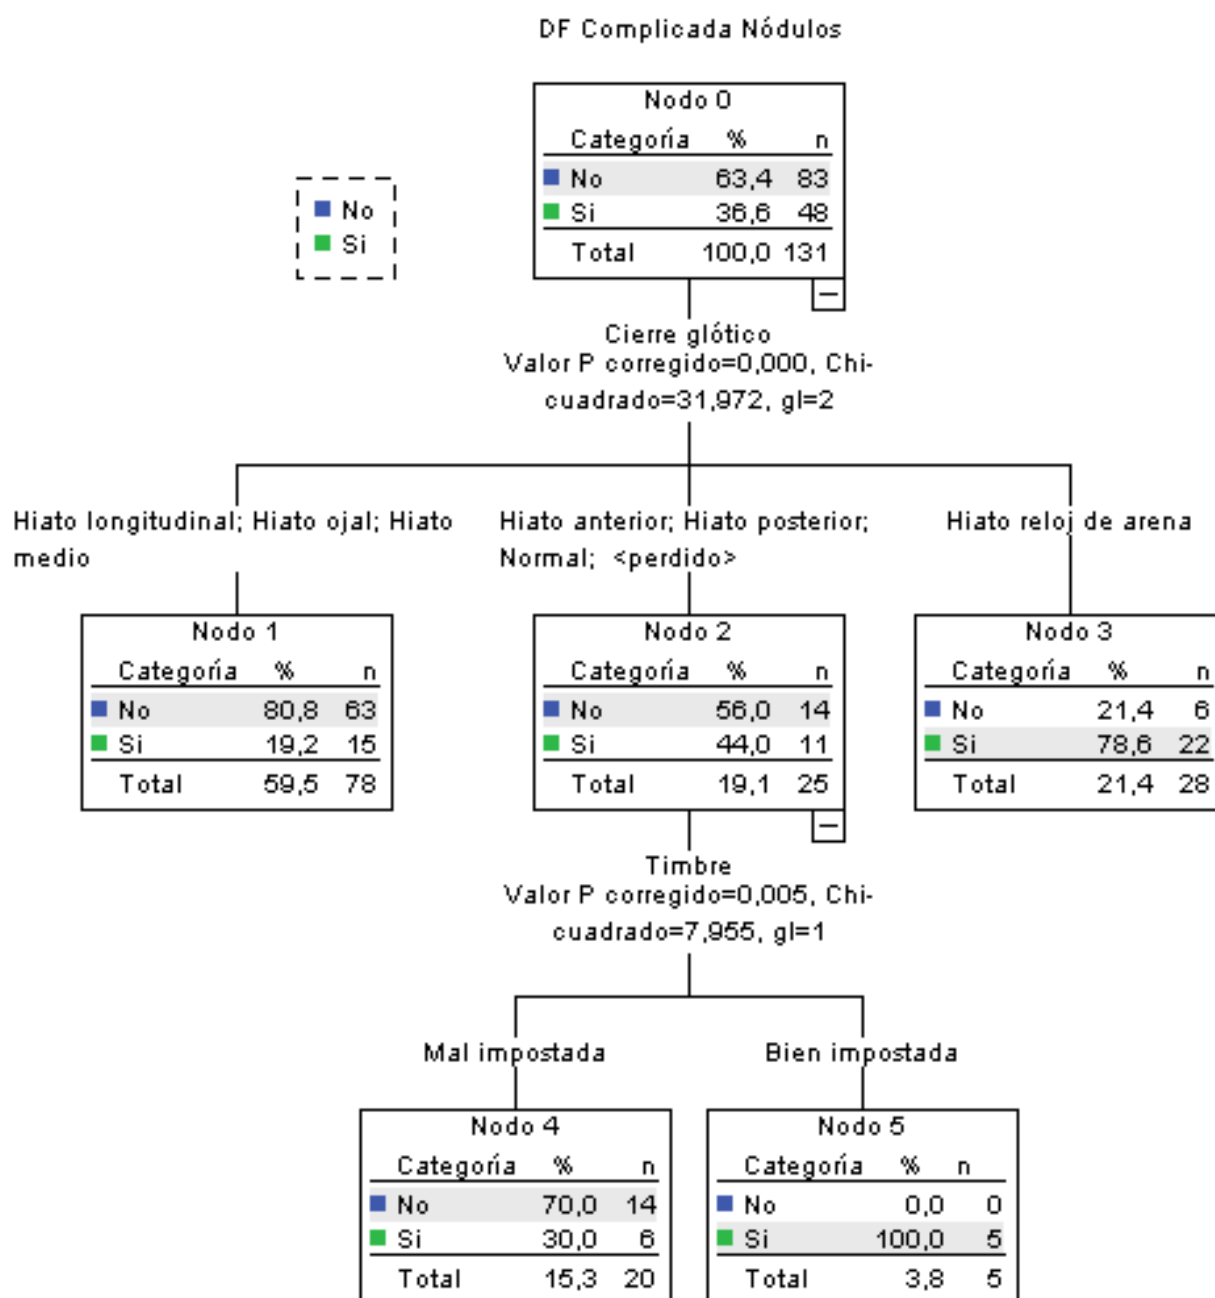 DF Complicada Nódulos
Nodo 0
Categoría % n
No 63,4 83
Si 36,6 48
Total 100,0 131
No
Si
Cierre glótico
Valor P corregido=0,000, Chi-
cuadrado=31,972, gl=2
Hiato longitudinal; Hiato ojal; Hiato
medio
Hiato anterior; Hiato posterior;
Normal; <perdido>
Hiato reloj de arena
Nodo 1
Categoría % n
No 80,8 63
Si 19,2 15
Total 59,5 78
Nodo 2
Categoría % n
No 56,0 14
Si 44,0 11
Total 19,1 25
Nodo 3
Categoría % n
No 21,4 6
Si 78,6 22
Total 21,4 28
Timbre
Valor P corregido=0,005, Chi-
cuadrado=7,955, gl=1
Mal impostada
Bien impostada
Nodo 4
Categoría % n
No 70,0 14
Si 30,0 6
Total 15,3 20
Nodo 5
Categoría % n
No 0,0 0
Si 100,0 5
Total 3,8 5